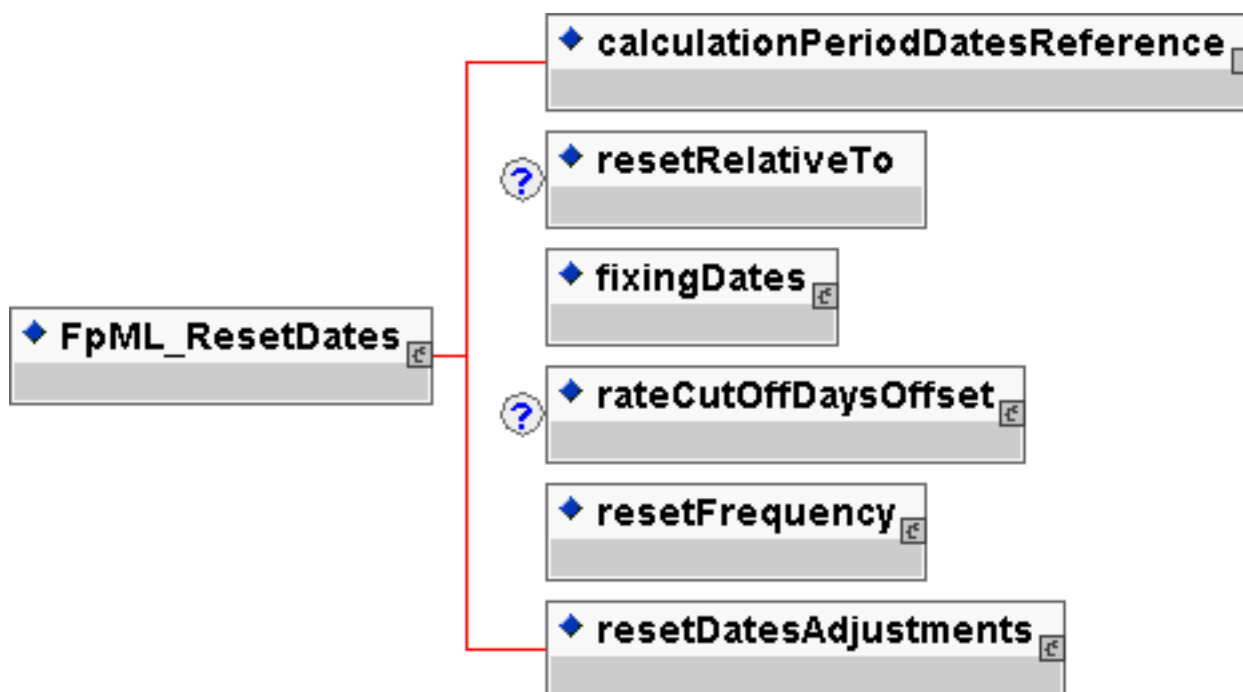 calculationPeriodDatesReference
? resetRelativeTo
fixingDates
FpML_ResetDates
? rateCutOffDaysOffset
resetFrequency
resetDatesAdjustments